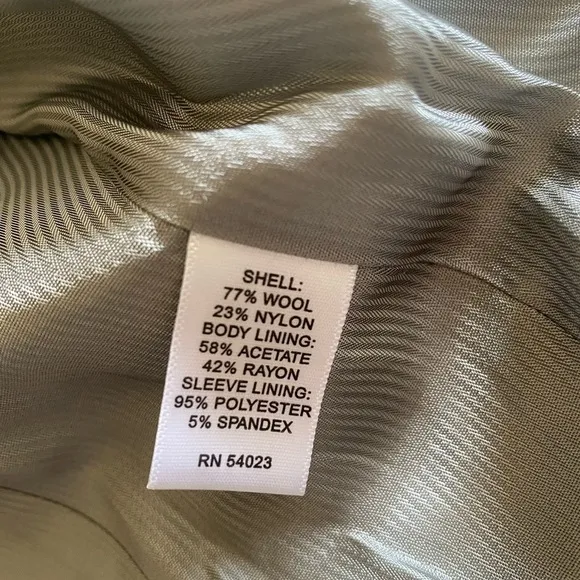 SHELL:
77% WOOL
23% NYLON
BODY LINING:
58% ACETATE
42% RAYON
SLEEVE LINING:
95% POLYESTER
5% SPANDEX
RN 54023